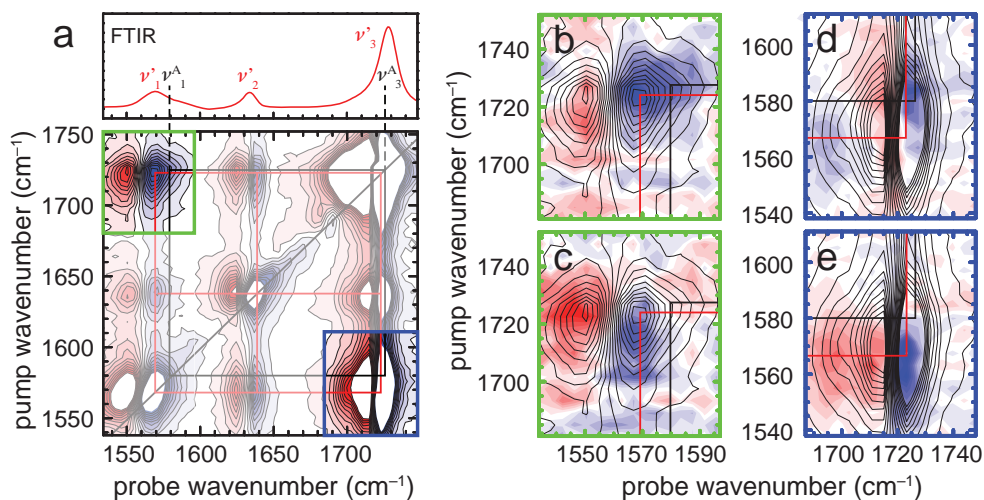 a
FTIR
ν'₁ ν₁ᴬ
ν'₂
ν'₃
ν₃ᴬ
1750
1700
1650
1600
1550
pump wavenumber (cm⁻¹)
1550 1600 1650 1700
probe wavenumber (cm⁻¹)
b
1740
1720
1700
c
1740
1720
1700
pump wavenumber (cm⁻¹)
1550 1570 1590
d
1600
1580
1560
1540
e
1600
1580
1560
1540
1700 1720 1740
probe wavenumber (cm⁻¹)